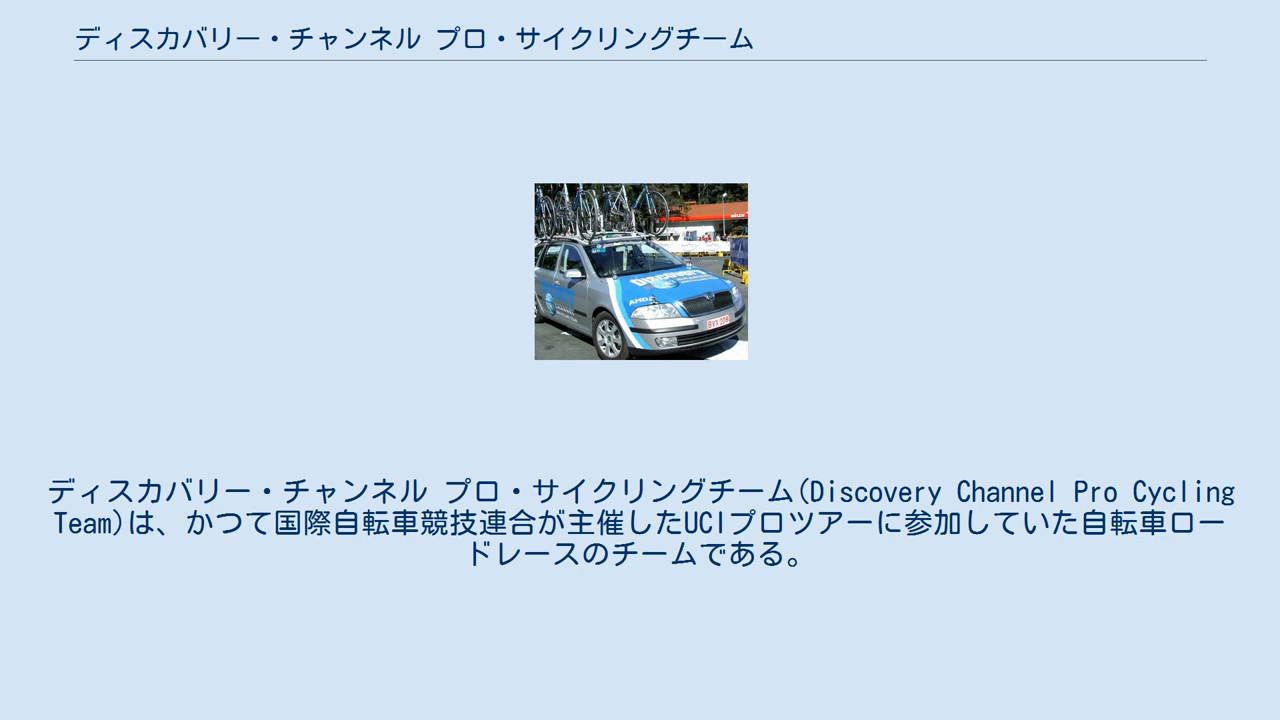 ディスカバリー・チャンネル プロ・サイクリングチーム
Discovery
AMD
BVX 208
ディスカバリー・チャンネル プロ・サイクリングチーム(Discovery Channel Pro Cycling
Team)は、かつて国際自転車競技連合が主催したUCIプロツアーに参加していた自転車ロー
ドレースのチームである。